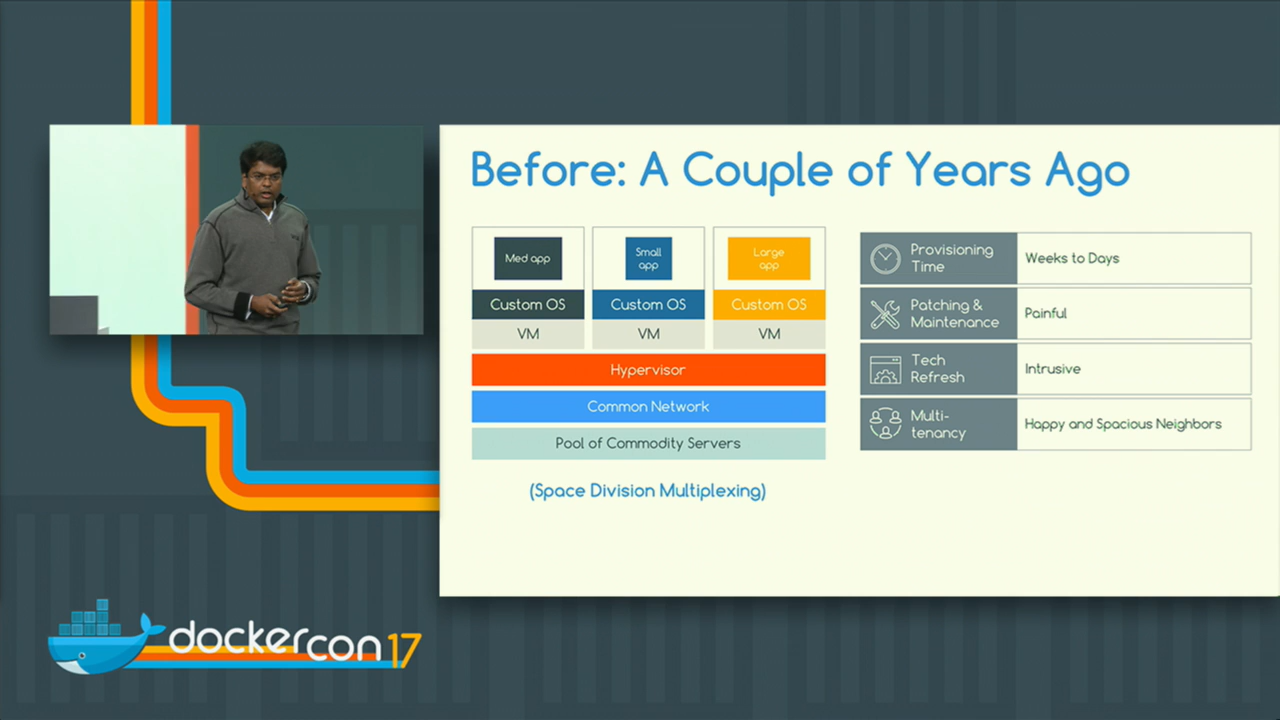 Before: A Couple of Years Ago
Med app
Small
app
Large
app
Custom OS
Custom OS
Custom OS
VM
VM
VM
Hypervisor
Common Network
Pool of Commodity Servers
(Space Division Multiplexing)
Provisioning
Time
Weeks to Days
Patching &
Maintenance
Painful
Tech
Refresh
Intrusive
Multi-
tenancy
Happy and Spacious Neighbors
dockercon 17